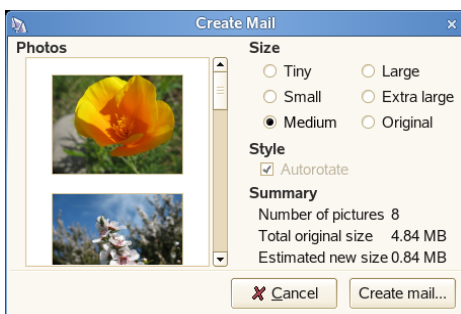 Create Mail
Photos
Size
Tiny
Large
Small
Extra large
Medium
Original
Style
Autorotate
Summary
Number of pictures 8
Total original size 4.84 MB
Estimated new size 0.84 MB
Cancel
Create mail...